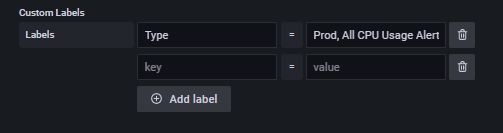 Custom Labels
Labels Type = Prod, All CPU Usage Alert
key = value
Add label